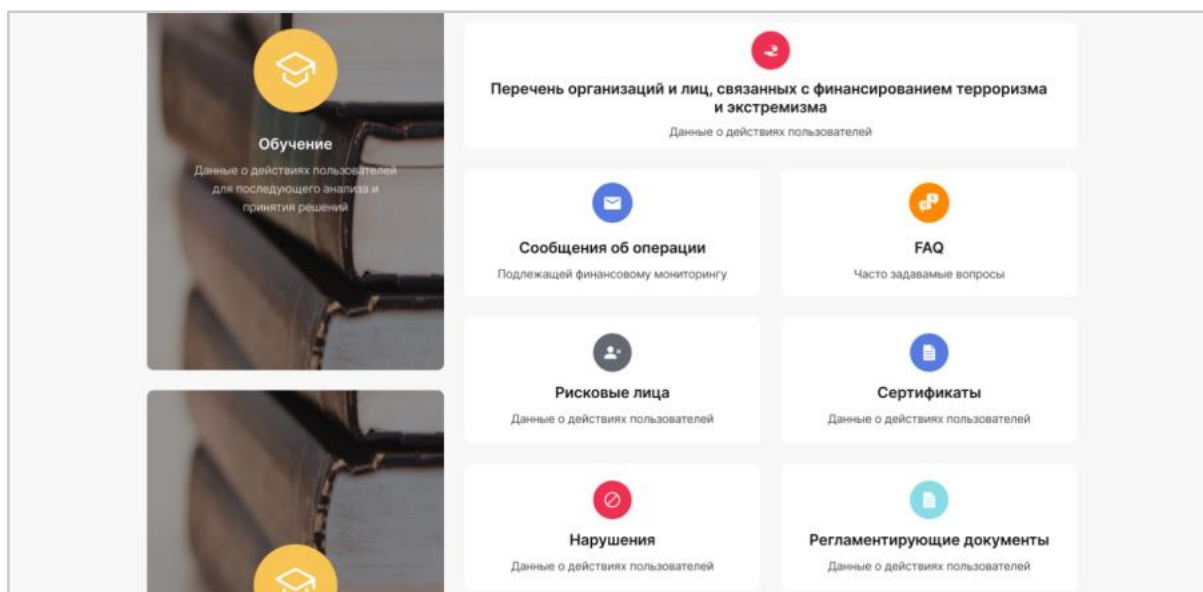 Обучение
Данные о действиях пользователей
для последующего анализа и
принятия решений
Перечень организаций и лиц, связанных с финансированием терроризма
и экстремизма
Данные о действиях пользователей
Сообщения об операции
Подлежащей финансовому мониторингу
FAQ
Часто задавамые вопросы
Рисковые лица
Данные о действиях пользователей
Сертификаты
Данные о действиях пользователей
Нарушения
Данные о действиях пользователей
Регламентирующие документы
Данные о действиях пользователей